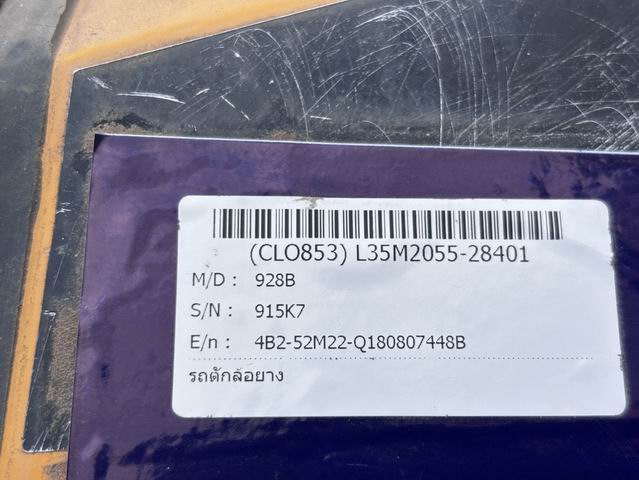 (CLO853) L35M2055-28401
M/D : 928B
S/N : 915K7
E/n : 4B2-52M22-Q180807448B
รถตักล้อยาง